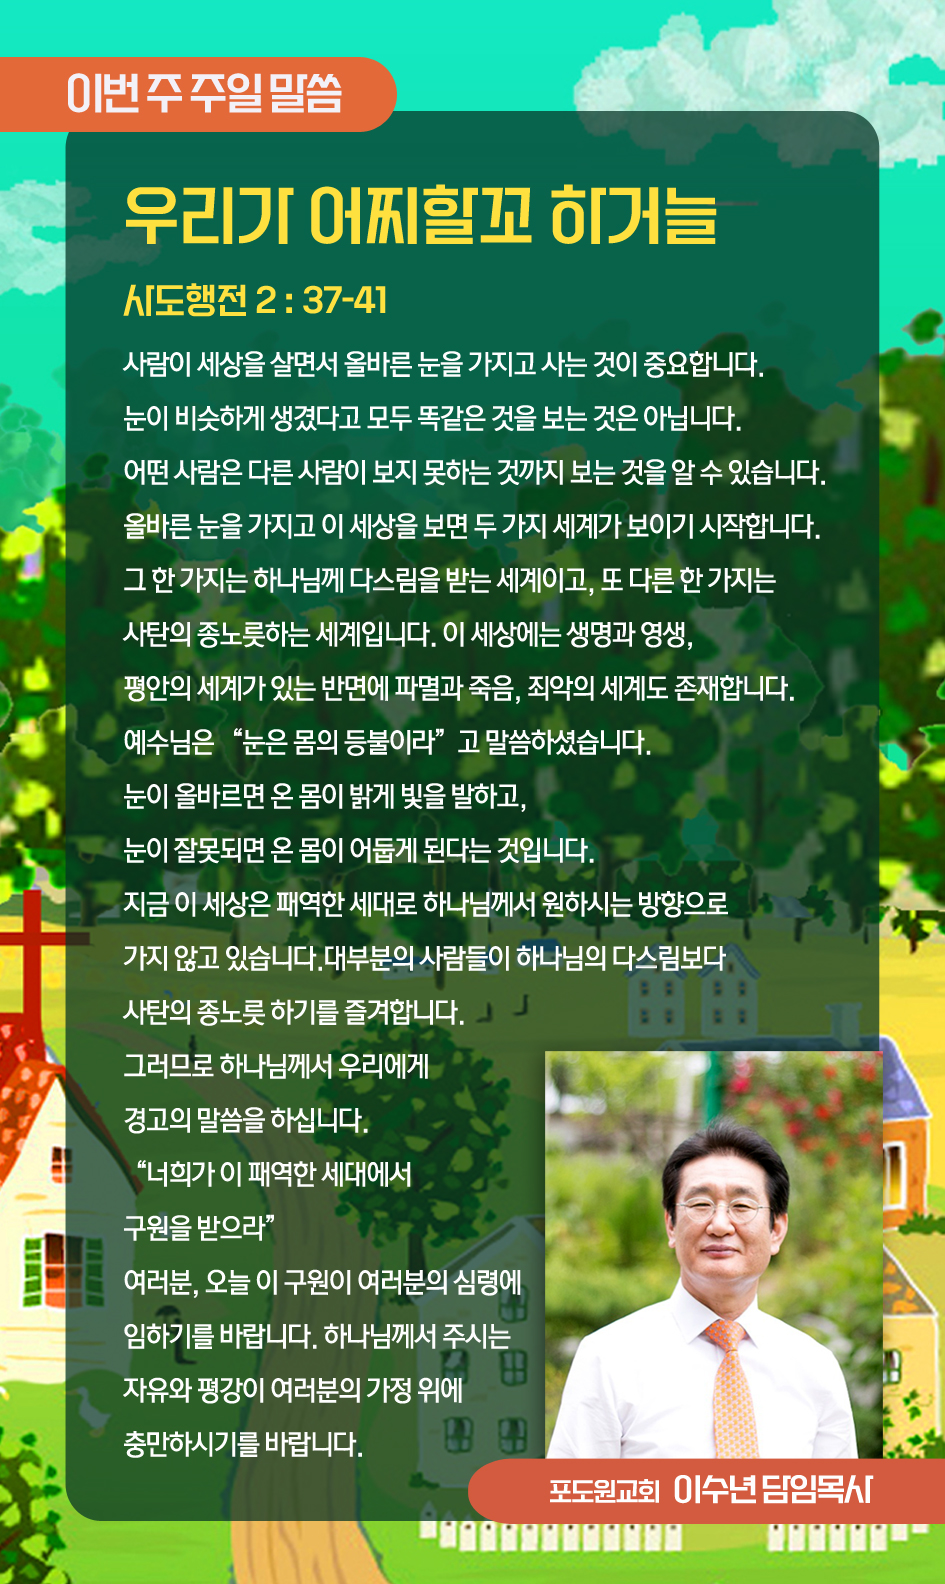 이번 주 주일 말씀
우리가 어찌할꼬 하거늘
사도행전 2 : 37-41
사람이 세상을 살면서 올바른 눈을 가지고 사는 것이 중요합니다.
눈이 비슷하게 생겼다고 모두 똑같은 것을 보는 것은 아닙니다.
어떤 사람은 다른 사람이 보지 못하는 것까지 보는 것을 알 수 있습니다.
올바른 눈을 가지고 이 세상을 보면 두 가지 세계가 보이기 시작합니다.
그 한 가지는 하나님께 다스림을 받는 세계이고, 또 다른 한 가지는
사탄의 종노릇하는 세계입니다. 이 세상에는 생명과 영생,
평안의 세계가 있는 반면에 파멸과 죽음, 죄악의 세계도 존재합니다.
예수님은 “눈은 몸의 등불이라” 고 말씀하셨습니다.
눈이 올바르면 온 몸이 밝게 빛을 발하고,
눈이 잘못되면 온 몸이 어둡게 된다는 것입니다.
지금 이 세상은 패역한 세대로 하나님께서 원하시는 방향으로
가지 않고 있습니다.대부분의 사람들이 하나님의 다스림보다
사탄의 종노릇 하기를 즐겨합니다.
그러므로 하나님께서 우리에게
경고의 말씀을 하십니다.
“너희가 이 패역한 세대에서
구원을 받으라”
여러분, 오늘 이 구원이 여러분의 심령에
임하기를 바랍니다. 하나님께서 주시는
자유와 평강이 여러분의 가정 위에
충만하시기를 바랍니다.
포도원교회 이수년 담임목사